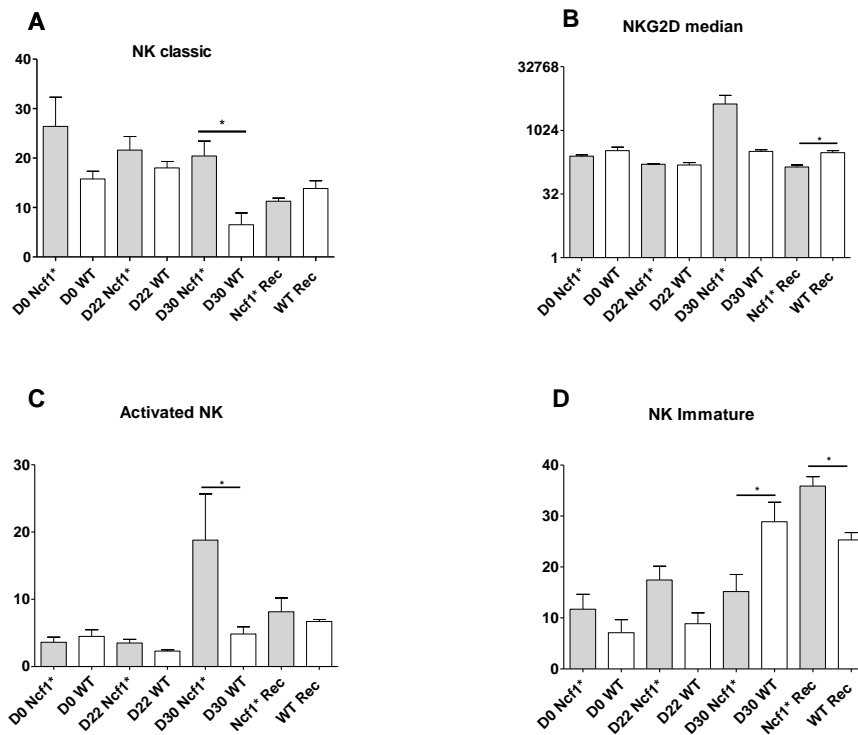 A
NK classic
40
30
20
10
0
*
D0 Ncf1*
D0 WT
D22 Ncf1*
D22 WT
D30 Ncf1*
D30 WT
Ncf1* Rec
WT Rec
B
NKG2D median
32768
1024
32
1
*
D0 Ncf1*
D0 WT
D22 Ncf1*
D22 WT
D30 Ncf1*
D30 WT
Ncf1* Rec
WT Rec
C
Activated NK
30
20
10
0
*
D0 Ncf1*
D0 WT
D22 Ncf1*
D22 WT
D30 Ncf1*
D30 WT
Ncf1* Rec
WT Rec
D
NK Immature
40
30
20
10
0
*
*
D0 Ncf1*
D0 WT
D22 Ncf1*
D22 WT
D30 Ncf1*
D30 WT
Ncf1* Rec
WT Rec